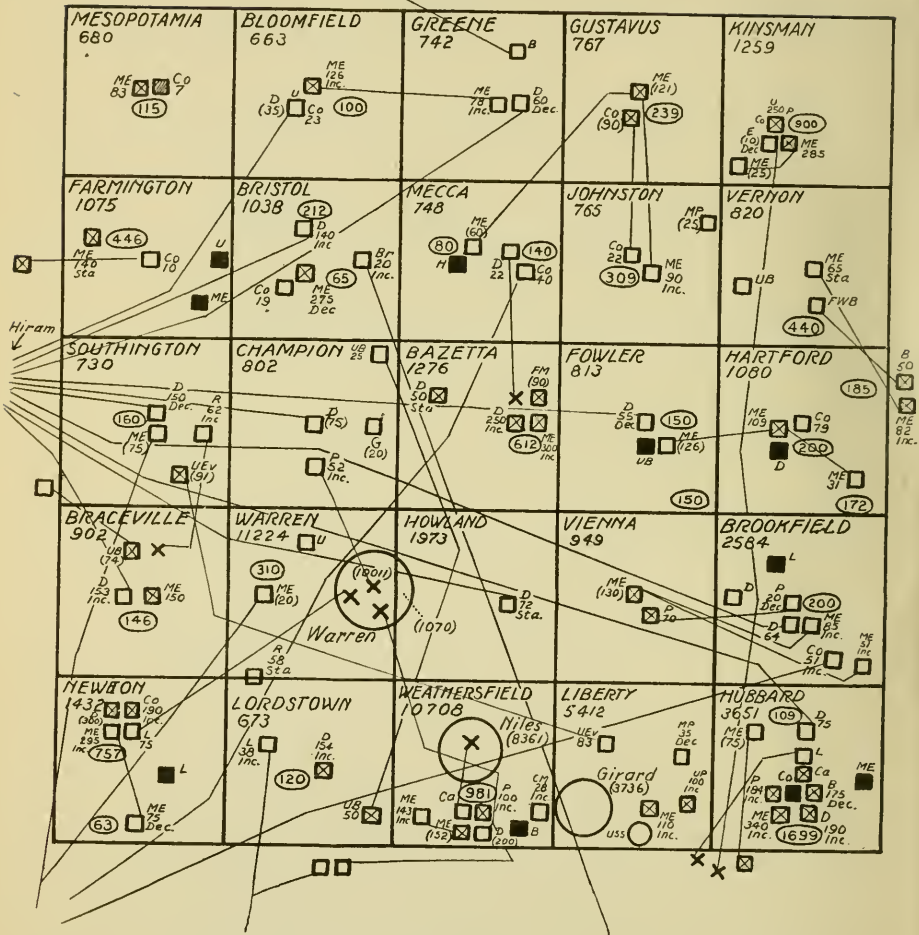 MESOPOTAMIA
680
ME
83
Co
7
115
BLOOMFIELD
663
ME
126
Inc.
D
(35)
U
Co
23
100
GREENE
742
B
ME
78
Inc.
D
60
Dec.
GUSTAVUS
767
ME
(121)
Co
(90)
239
KINSMAN
1259
U
250 P
Co
900
E
(10)
Dec
ME
285
ME
(25)
FARMINGTON
1075
446
ME
140
Sta
Co
10
U
ME
BRISTOL
1038
212
D
140
Inc
Br
20
Inc.
Co
19
ME
275
Dec
65
MECCA
748
ME
(60)
80
H
D
22
140
Co
40
JOHNSTON
765
MP
(25)
Co
22
309
ME
90
Inc.
VERNON
820
UB
ME
65
Sta
FWB
440
Hiram
SOUTHINGTON
730
D
150
Dec.
R
62
Inc
160
ME
(75)
UEv
(91)
CHAMPION
802
UB
25
D
(75)
G
(20)
P
52
Inc.
BAZETTA
1276
D
50
Sta
FM
(90)
D
250
Inc
612
ME
300
Inc
FOWLER
813
D
55
Dec
150
UB
ME
(126)
150
HARTFORD
1080
185
B
50
ME
82
Inc.
ME
109
Co
79
200
D
ME
31
172
BRACEVILLE
902
UB
(74)
D
153
Inc.
ME
150
146
WARREN
11224
U
310
ME
(20)
(10011)
Warren
(1070)
R
58
Sta
HOWLAND
1973
D
72
Sta.
VIENNA
949
ME
(130)
P
70
BROOKFIELD
2584
L
D
P
20
Dec
200
D
64
ME
85
Inc.
Co
51
Inc
ME
51
Inc
NEWTON
1432
Co
190
Inc.
ME
295
Inc
L
75
757
L
ME
75
Dec.
63
LORDSTOWN
673
L
38
Inc.
D
154
Inc.
120
UB
50
WEATHERSFIELD
10708
Niles
(8361)
981
ME
143
Inc
Ca
P
100
Inc
CM
28
Inc
ME
(152)
D
(200)
B
LIBERTY
5412
UEv
83
MP
35
Dec
Girard
(3736)
UP
100
Inc
ME
110
Inc
USS
HUBBARD
3651
109
D
75
ME
(75)
L
Ca
ME
P
184
Inc
Co
B
175
Dec.
ME
340
Inc.
D
190
Inc.
1699